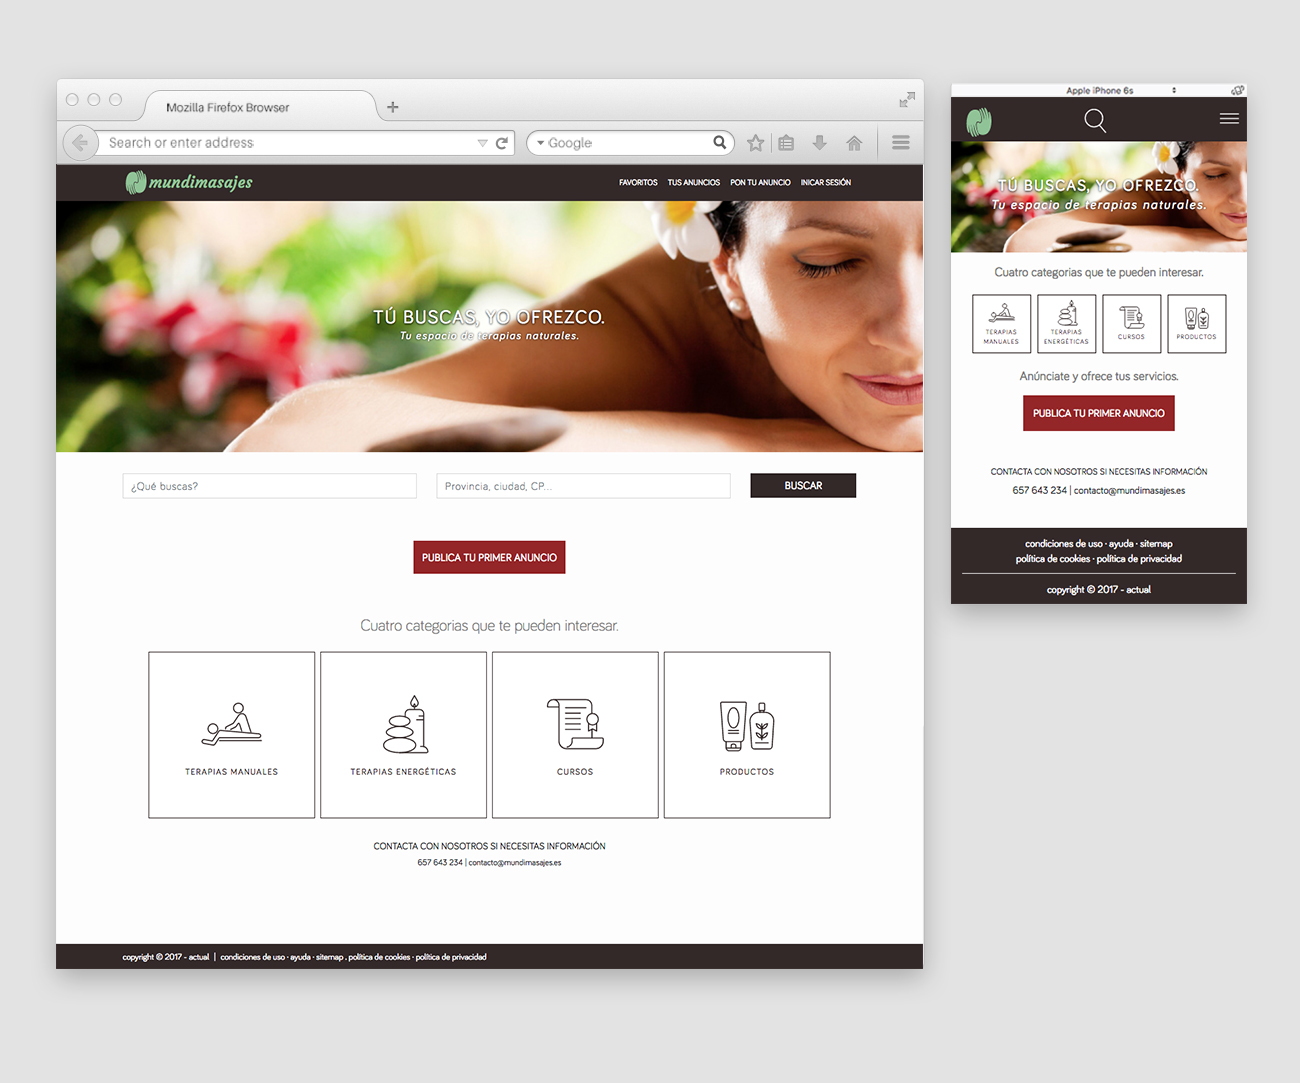 Mozilla Firefox Browser
Search or enter address
Google
mundimasajes
FAVORITOS TUS ANUNCIOS PON TU ANUNCIO INICAR SESIÓN
TÚ BUSCAS, YO OFREZCO.
Tu espacio de terapias naturales.
¿Qué buscas?
Provincia, ciudad, CP...
BUSCAR
PUBLICA TU PRIMER ANUNCIO
Cuatro categorias que te pueden interesar.
TERAPIAS MANUALES
TERAPIAS ENERGÉTICAS
CURSOS
PRODUCTOS
CONTACTA CON NOSOTROS SI NECESITAS INFORMACIÓN
657 643 234 | contacto@mundimasajes.es
copyright © 2017 - actual | condiciones de uso · ayuda · sitemap . política de cookies · política de privacidad
Apple iPhone 6s
TÚ BUSCAS, YO OFREZCO.
Tu espacio de terapias naturales.
Cuatro categorias que te pueden interesar.
TERAPIAS
MANUALES
TERAPIAS
ENERGÉTICAS
CURSOS
PRODUCTOS
Anúnciate y ofrece tus servicios.
PUBLICA TU PRIMER ANUNCIO
CONTACTA CON NOSOTROS SI NECESITAS INFORMACIÓN
657 643 234 | contacto@mundimasajes.es
condiciones de uso · ayuda · sitemap
política de cookies · política de privacidad
copyright © 2017 - actual